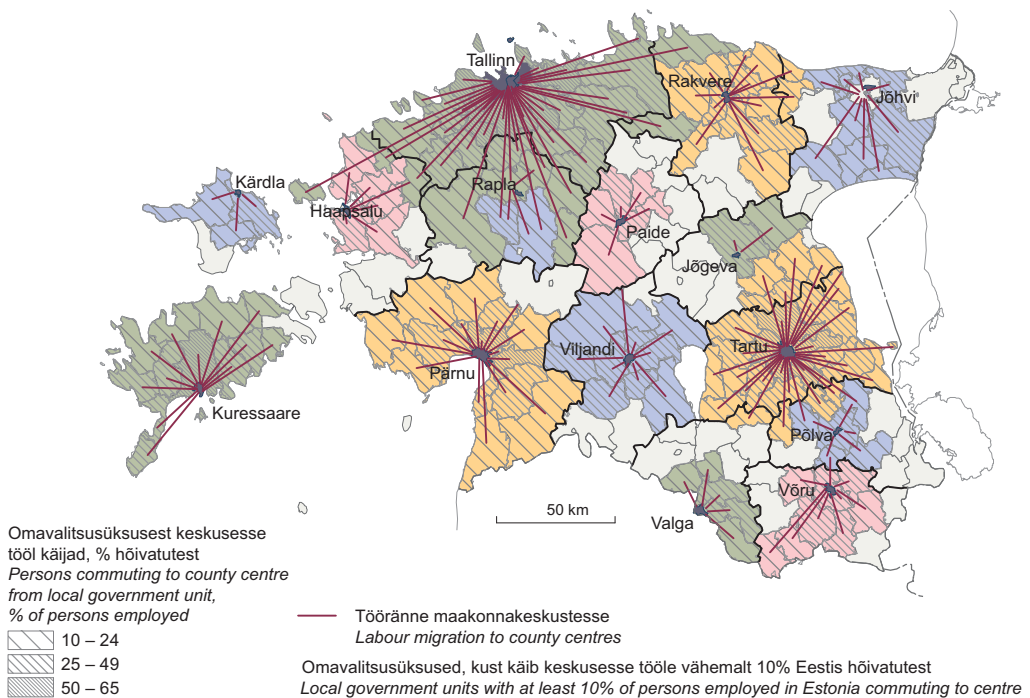 Tallinn
Rakvere
Jõhvi
Kärdla
Rapla
Haapsalu
Paide
Jõgeva
Viljandi
Tartu
Pärnu
Kuressaare
Põlva
Võru
Valga
50 km
Omavalitsusüksusest keskusesse
tööl käijad, % hõivatutest
Persons commuting to county centre
from local government unit,
% of persons employed
10 – 24
25 – 49
50 – 65
Tööränne maakonnakeskustesse
Labour migration to county centres
Omavalitsusüksused, kust käib keskusesse tööle vähemalt 10% Eestis hõivatutest
Local government units with at least 10% of persons employed in Estonia commuting to centre